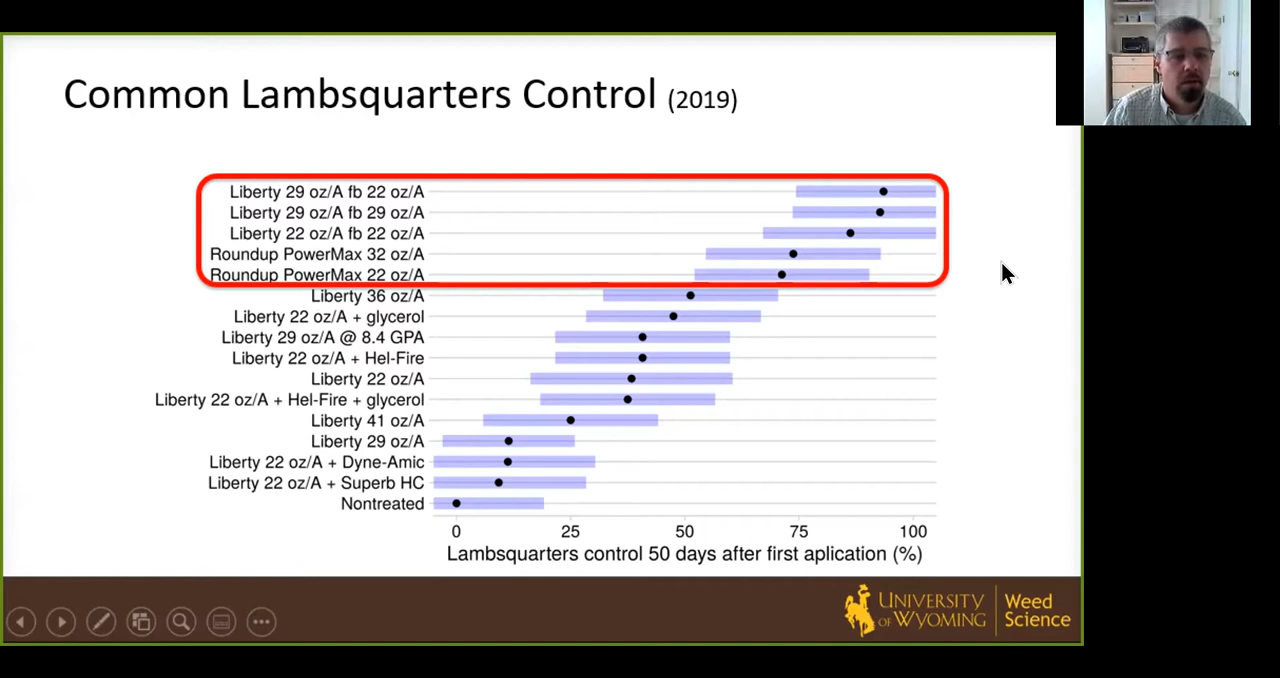 Common Lambsquarters Control (2019)
Liberty 29 oz/A fb 22 oz/A
Liberty 29 oz/A fb 29 oz/A
Liberty 22 oz/A fb 22 oz/A
Roundup PowerMax 32 oz/A
Roundup PowerMax 22 oz/A
Liberty 36 oz/A
Liberty 22 oz/A + glycerol
Liberty 29 oz/A @ 8.4 GPA
Liberty 22 oz/A + Hel-Fire
Liberty 22 oz/A
Liberty 22 oz/A + Hel-Fire + glycerol
Liberty 41 oz/A
Liberty 29 oz/A
Liberty 22 oz/A + Dyne-Amic
Liberty 22 oz/A + Superb HC
Nontreated
0 25 50 75 100
Lambsquarters control 50 days after first aplication (%)
UNIVERSITY
OF WYOMING
Weed
Science